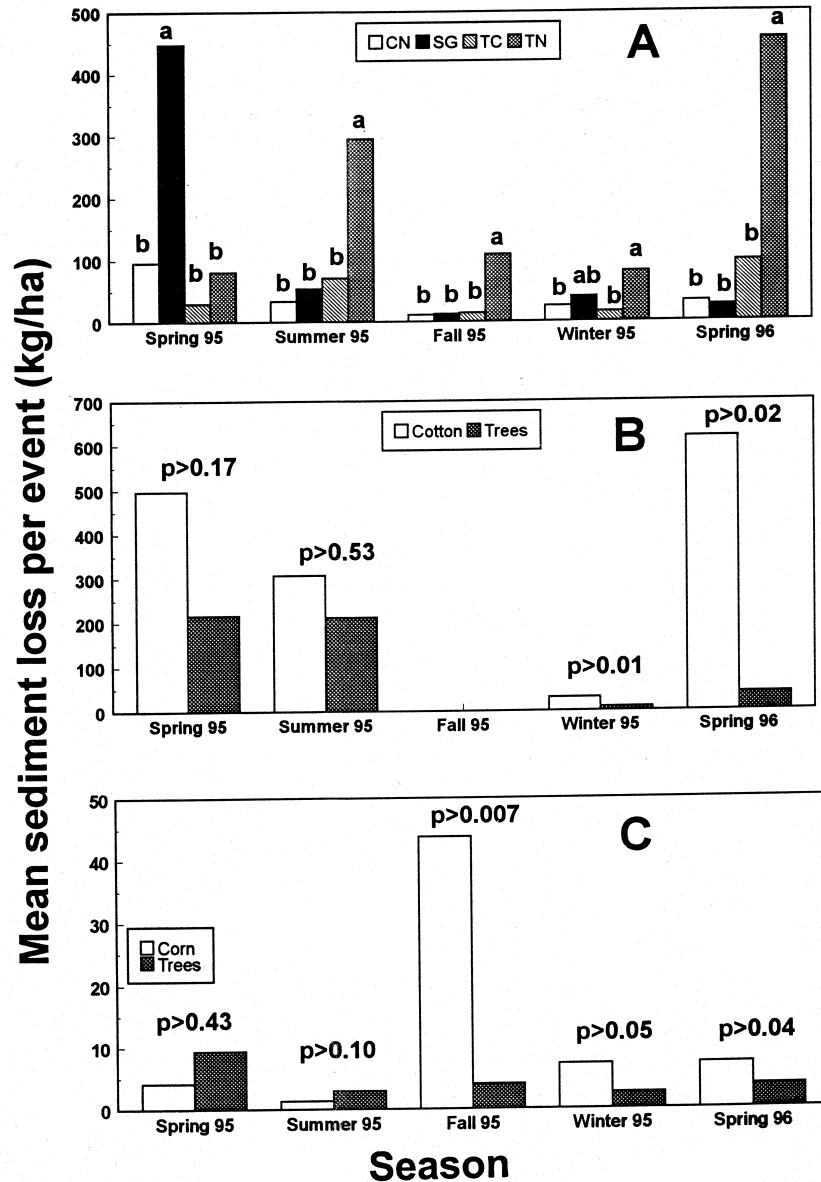 Mean sediment loss per event (kg/ha)
A
CN SG TC TN
500
400
300
200
100
0
b a b b
b b b a
b b b a
b ab b a
b b b a
Spring 95 Summer 95 Fall 95 Winter 95 Spring 96
B
Cotton Trees
700
600
500
400
300
200
100
0
p>0.17
p>0.53
p>0.01
p>0.02
Spring 95 Summer 95 Fall 95 Winter 95 Spring 96
C
Corn
Trees
50
40
30
20
10
0
p>0.43
p>0.10
p>0.007
p>0.05
p>0.04
Spring 95 Summer 95 Fall 95 Winter 95 Spring 96
Season